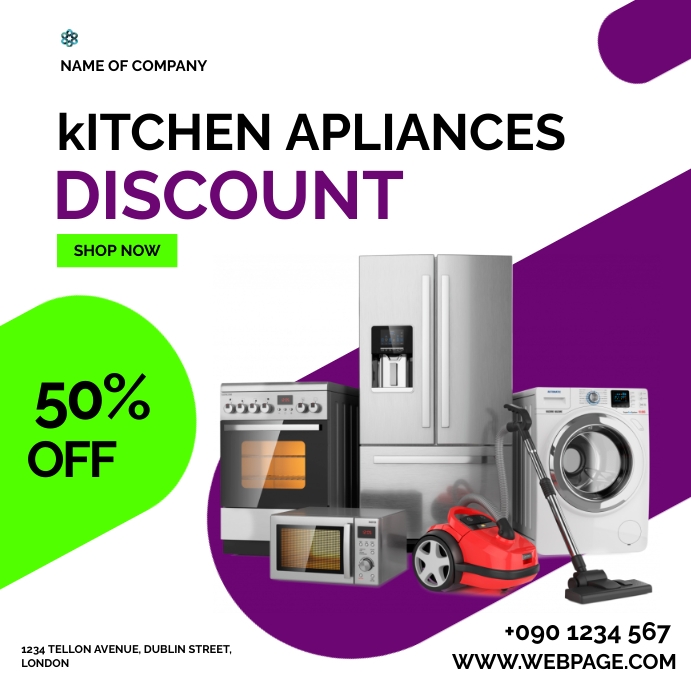 NAME OF COMPANY
kITCHEN APLIANCES
DISCOUNT
SHOP NOW
50%
OFF
+090 1234 567
WWW.WEBPAGE.COM
1234 TELLON AVENUE, DUBLIN STREET,
LONDON